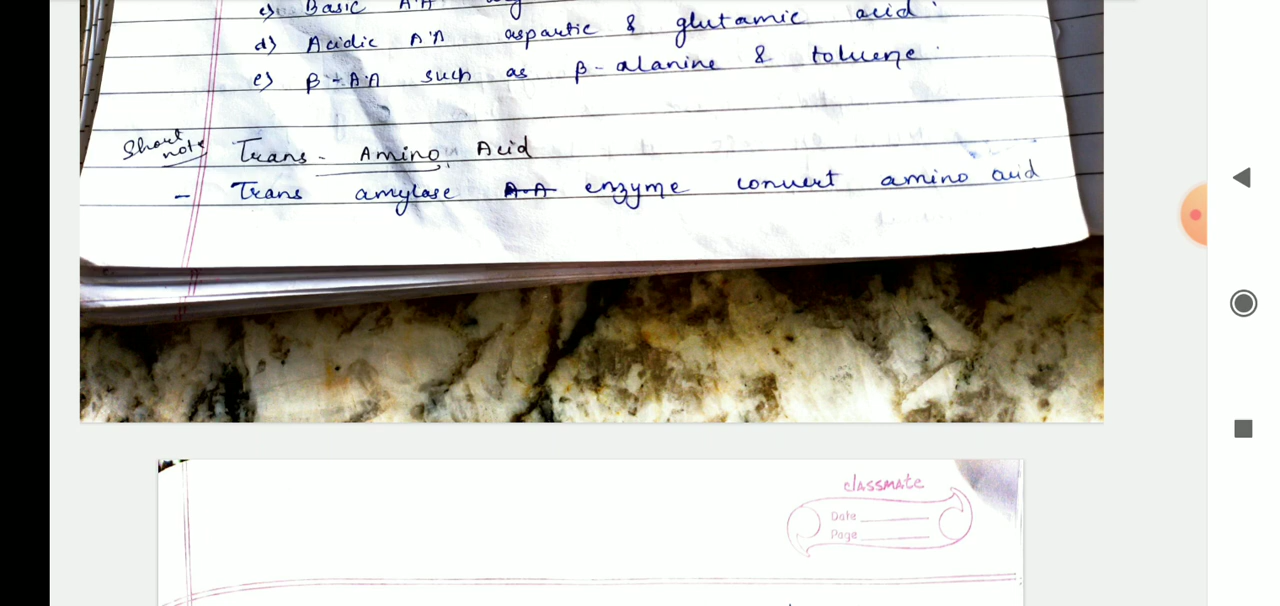 c) Basic A·A
d) Acidic A·A aspartic & glutamic acid.
e) β-A·A such as β-alanine & toluene.
Short note
Trans-Amino Acid
- Trans amylase A-A enzyme convert amino acid
classmate
Date
Page